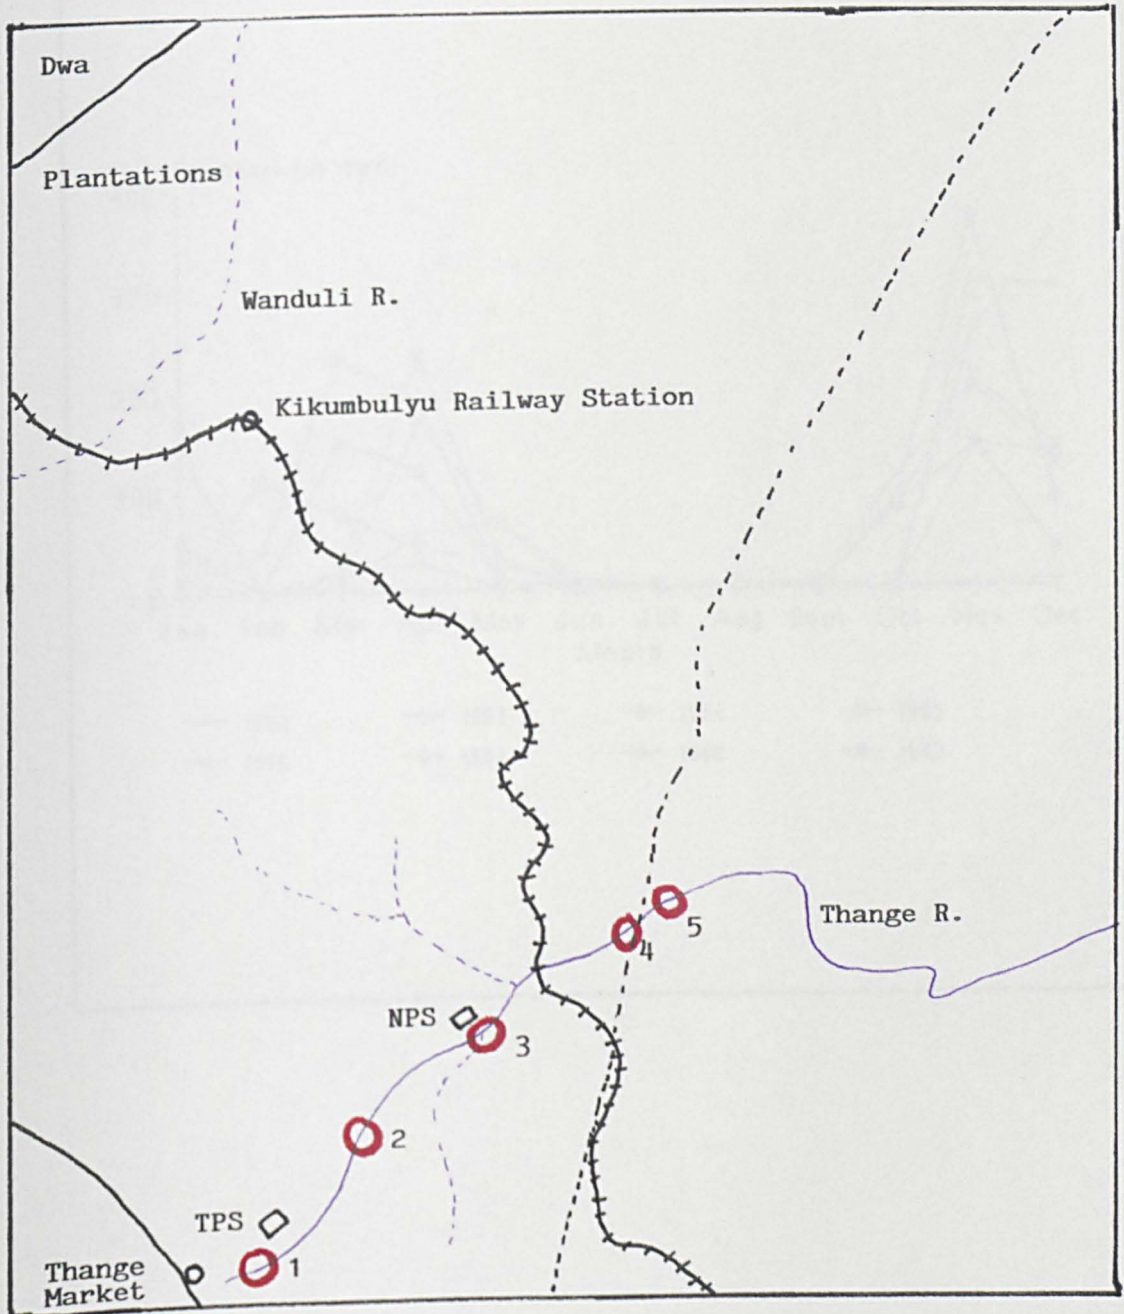 Dwa
Plantations
Wanduli R.
Kikumbulyu Railway Station
Thange R.
5
4
NPS
3
2
TPS
1
Thange
Market